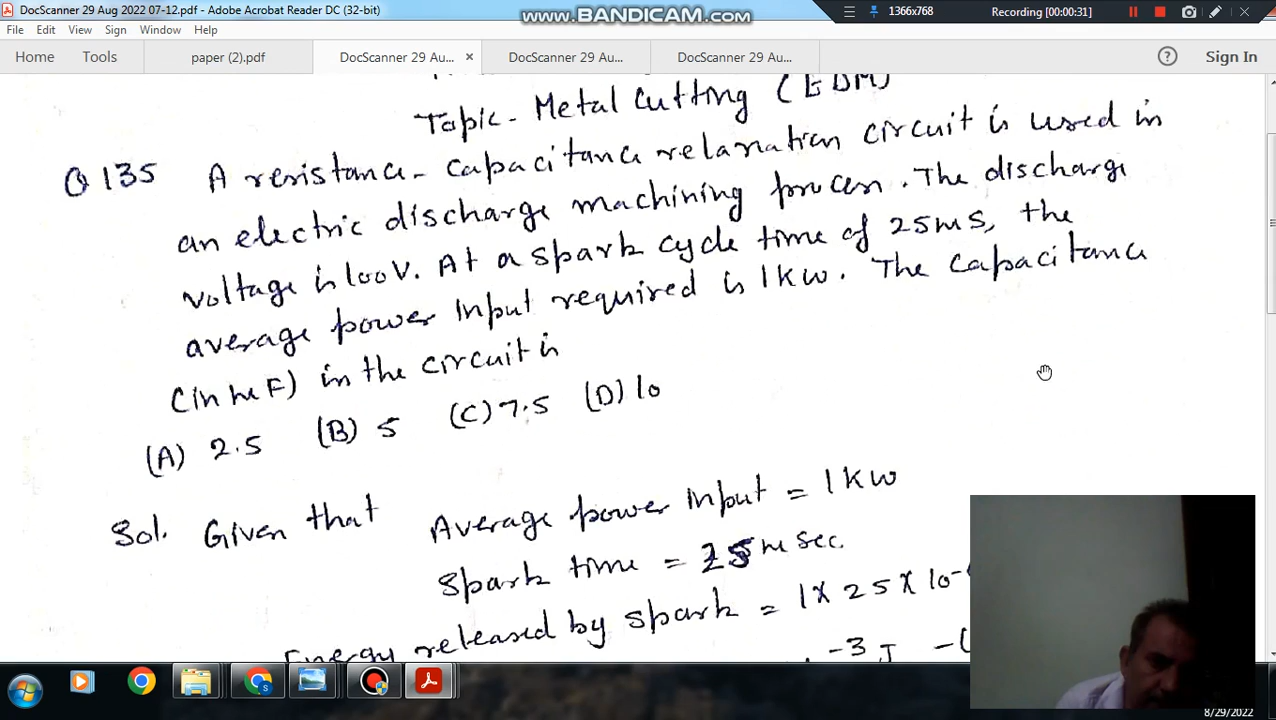 DocScanner 29 Aug 2022 07-12.pdf - Adobe Acrobat Reader DC (32-bit)
www.BANDICAM.com
1366x768
Recording [00:00:31]
File Edit View Sign Window Help
Home Tools paper (2).pdf DocScanner 29 Au... × DocScanner 29 Au... DocScanner 29 Au... Sign In
Topic - Metal Cutting (EDM)
Q 135 A resistance - capacitance relaxation circuit is used in
an electric discharge machining process. The discharge
voltage is 100V. At a spark cycle time of 25 ms, the
average power input required is 1 kw. The capacitance
C(in F) in the circuit is
(A) 2.5 (B) 5 (C) 7.5 (D) 10
Sol. Given that Average power input = 1 kw
Spark time = 25 sec.
Energy released by spark = 1 x 25 x 10-
-3 J -(
8/29/2022